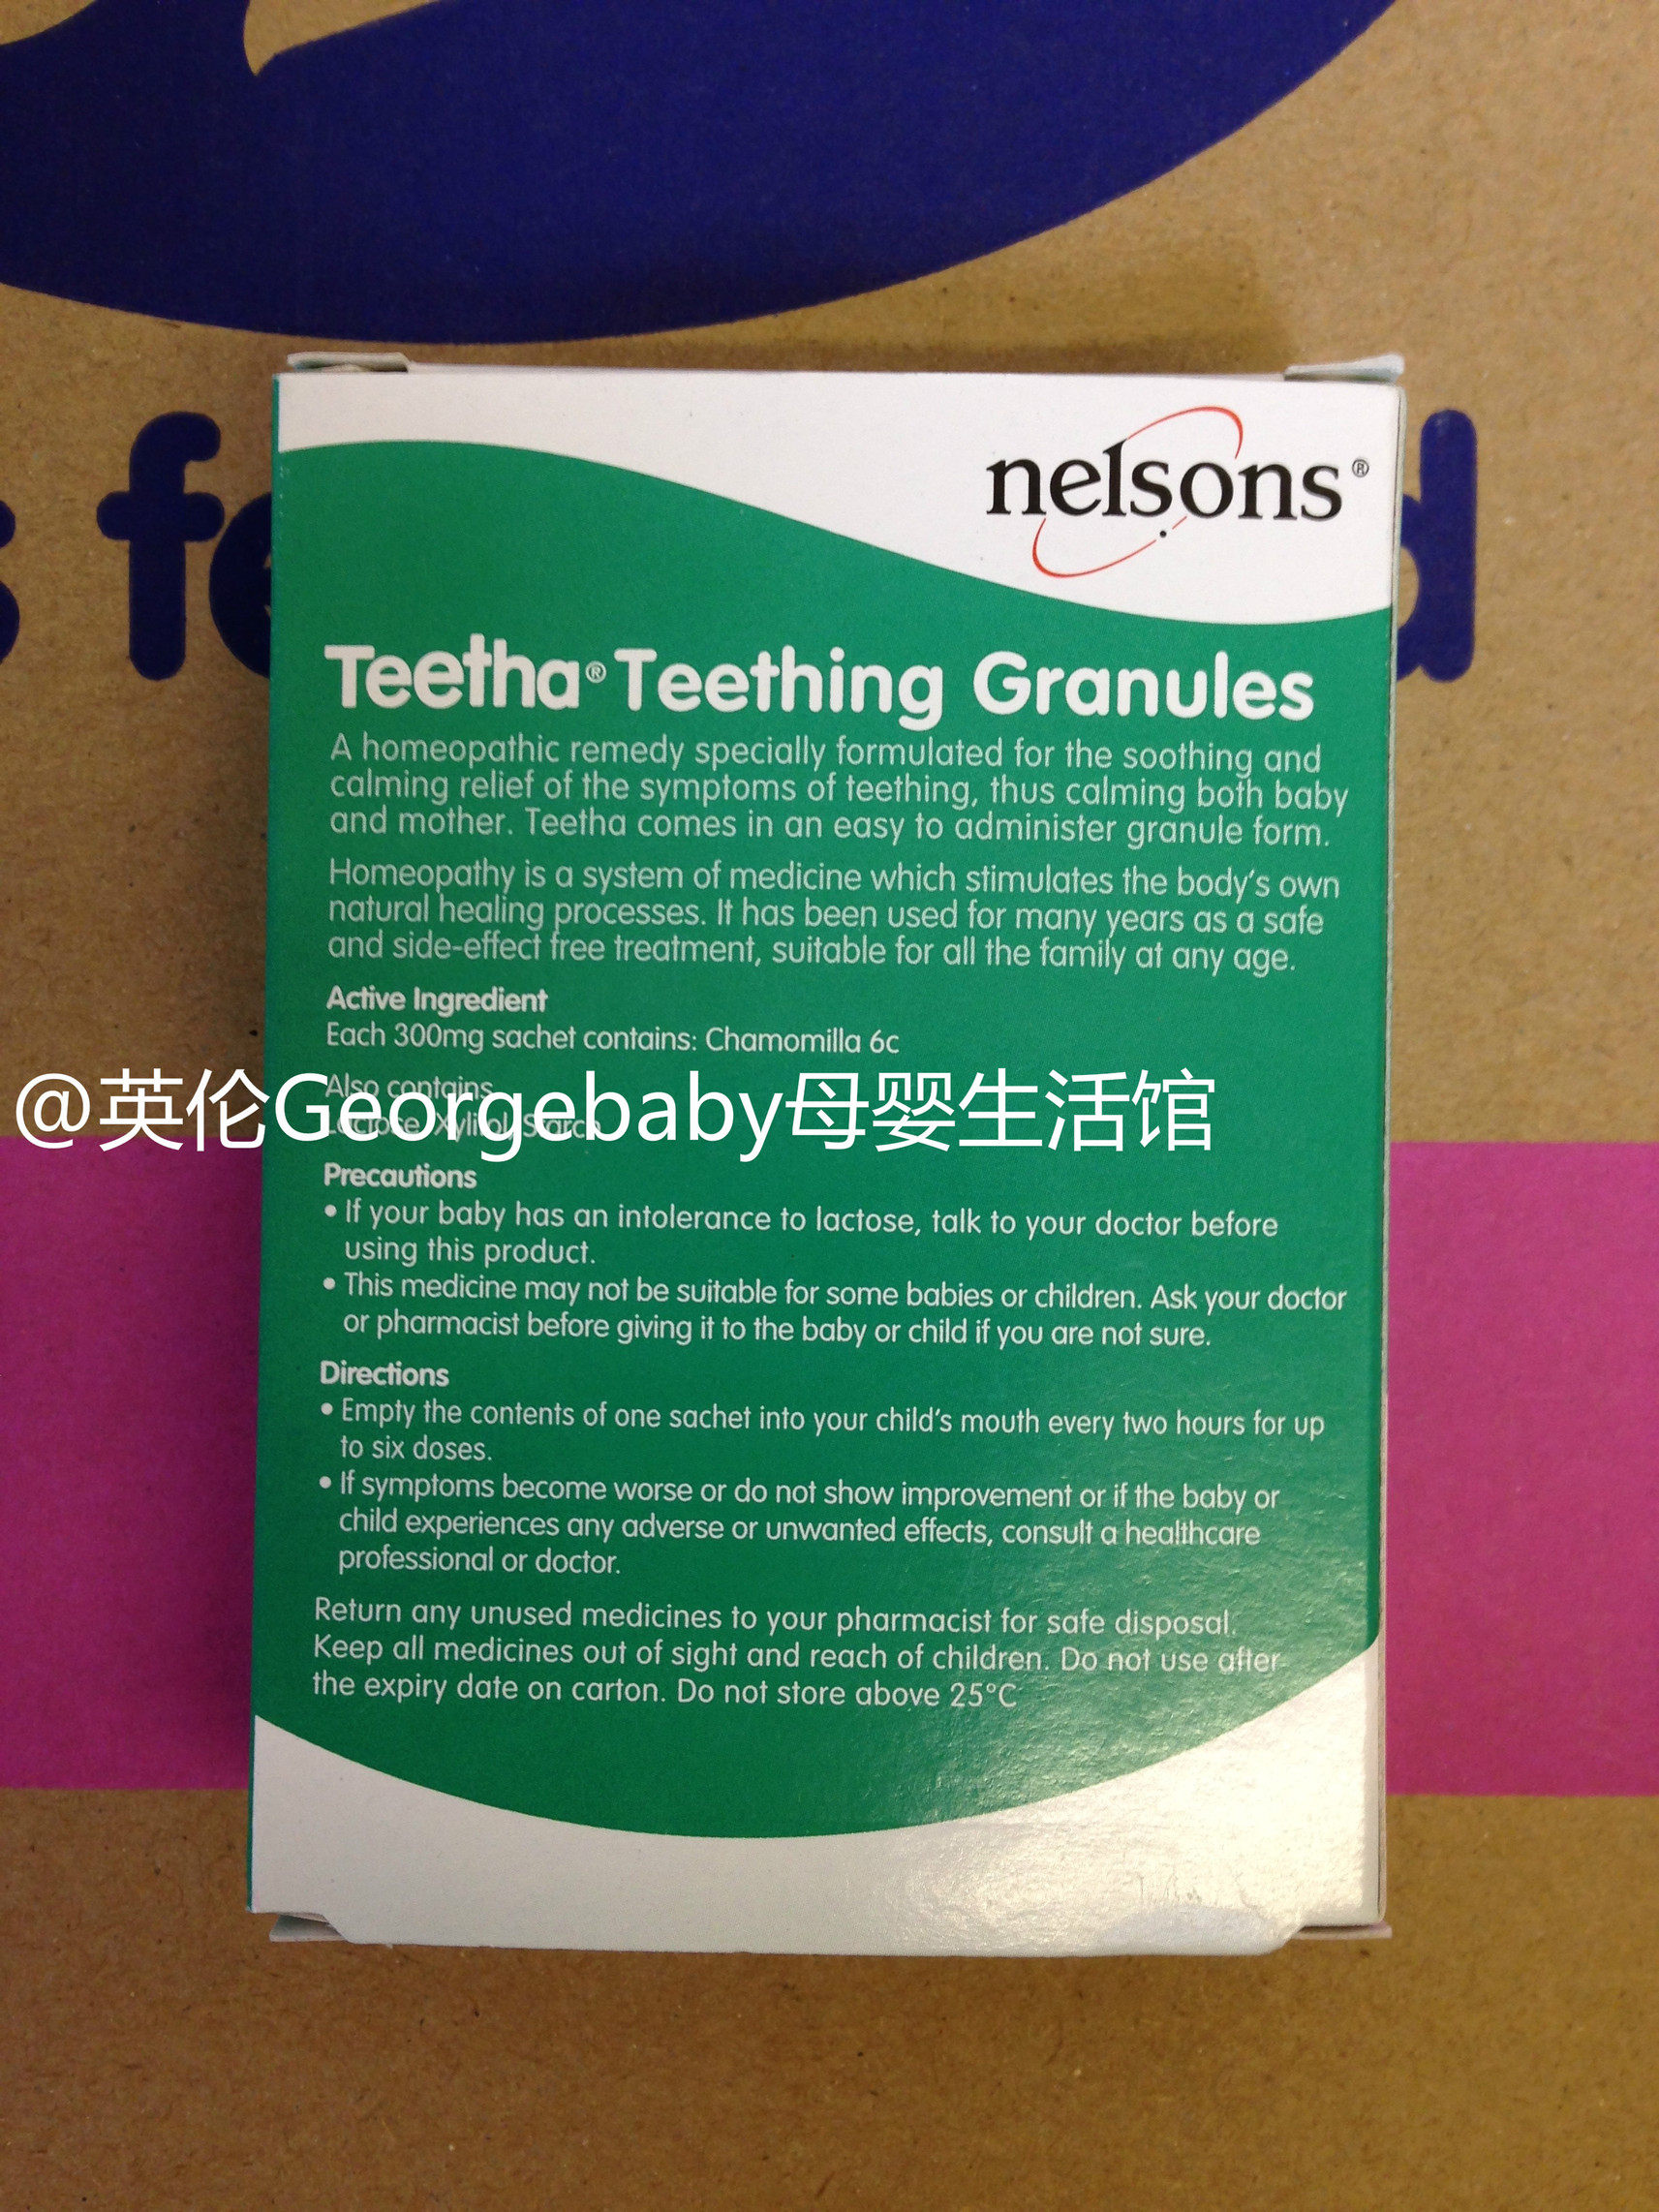 nelsons®
Teetha® Teething Granules
A homeopathic remedy specially formulated for the soothing and
calming relief of the symptoms of teething, thus calming both baby
and mother. Teetha comes in an easy to administer granule form.
Homeopathy is a system of medicine which stimulates the body's own
natural healing processes. It has been used for many years as a safe
and side-effect free treatment, suitable for all the family at any age.
Active Ingredient
Each 300mg sachet contains: Chamomilla 6c
Also contains
Lactose, Xylitol, Starch
@英伦Georgebaby母婴生活馆
Precautions
• If your baby has an intolerance to lactose, talk to your doctor before
using this product.
• This medicine may not be suitable for some babies or children. Ask your doctor
or pharmacist before giving it to the baby or child if you are not sure.
Directions
• Empty the contents of one sachet into your child's mouth every two hours for up
to six doses.
• If symptoms become worse or do not show improvement or if the baby or
child experiences any adverse or unwanted effects, consult a healthcare
professional or doctor.
Return any unused medicines to your pharmacist for safe disposal.
Keep all medicines out of sight and reach of children. Do not use after
the expiry date on carton. Do not store above 25°C